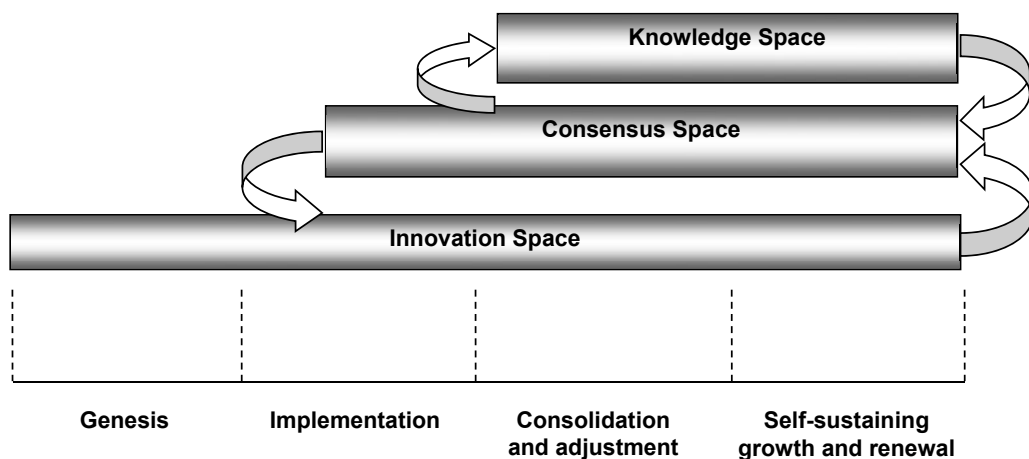 Knowledge Space
Consensus Space
Innovation Space
Genesis
Implementation
Consolidation
and adjustment
Self-sustaining
growth and renewal